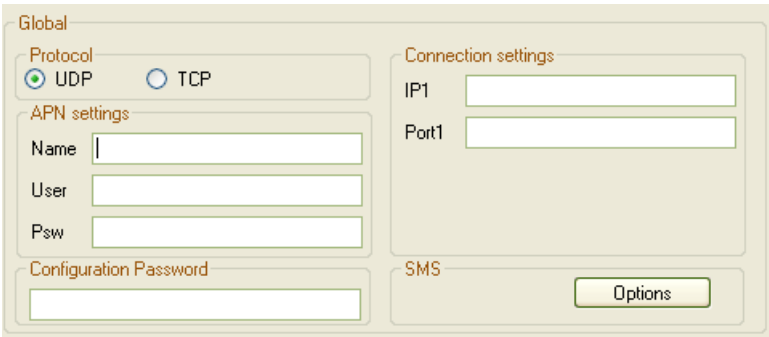 Global
Protocol
UDP TCP
APN settings
Name
User
Psw
Configuration Password
Connection settings
IP1
Port1
SMS
Options